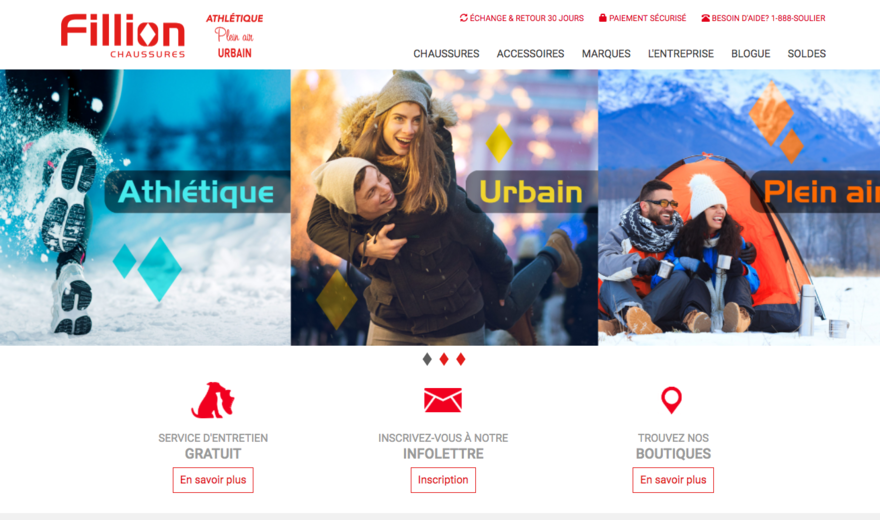 Fillion
CHAUSSURES
ATHLÉTIQUE
Plein air
URBAIN
ÉCHANGE & RETOUR 30 JOURS
PAIEMENT SÉCURISÉ
BESOIN D'AIDE? 1-888-SOULIER
CHAUSSURES
ACCESSOIRES
MARQUES
L'ENTREPRISE
BLOGUE
SOLDES
Athlétique
Urbain
Plein air
SERVICE D'ENTRETIEN
GRATUIT
En savoir plus
INSCRIVEZ-VOUS À NOTRE
INFOLETTRE
Inscription
TROUVEZ NOS
BOUTIQUES
En savoir plus